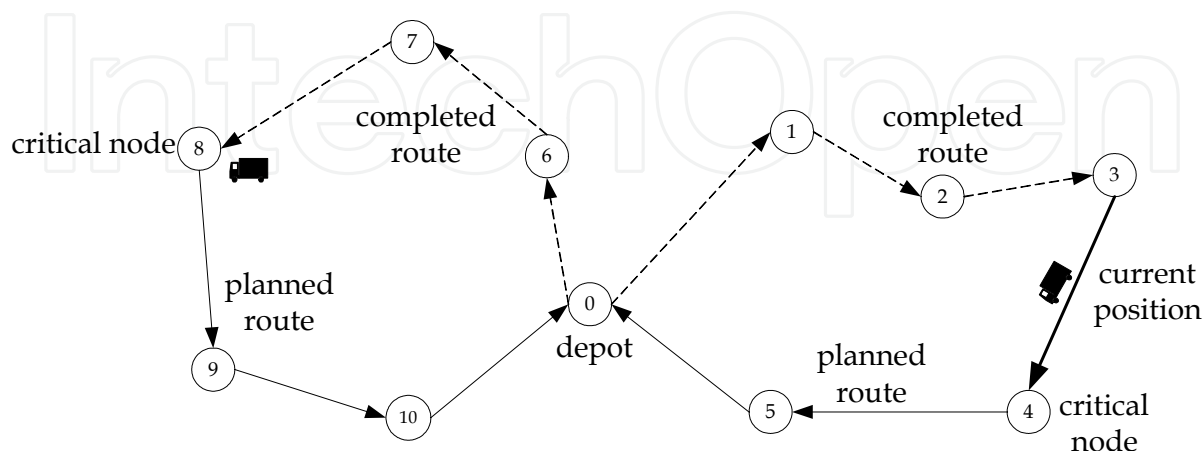 IntechOpen
7
completed
route
critical node
8
6
1
completed
route
2
3
current
position
planned
route
0
depot
9
10
planned
route
5
4
critical
node